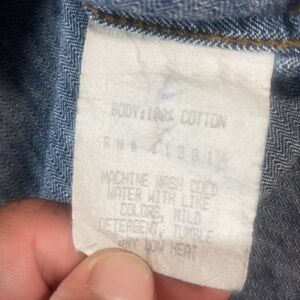 BODY:100% COTTON
RN#
MACHINE WASH COLD
WATER WITH LIKE
COLORS, MILD
DETERGENT, TUMBLE
DRY LOW HEAT